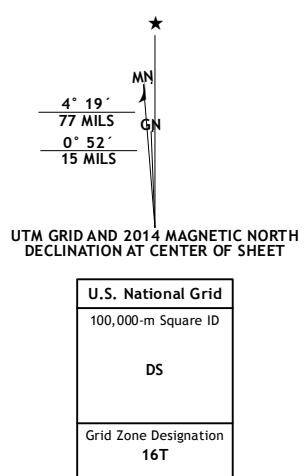 MN
4° 19´
77 MILS
GN
0° 52´
15 MILS
UTM GRID AND 2014 MAGNETIC NORTH
DECLINATION AT CENTER OF SHEET
U.S. National Grid
100,000-m Square ID
DS
Grid Zone Designation
16T